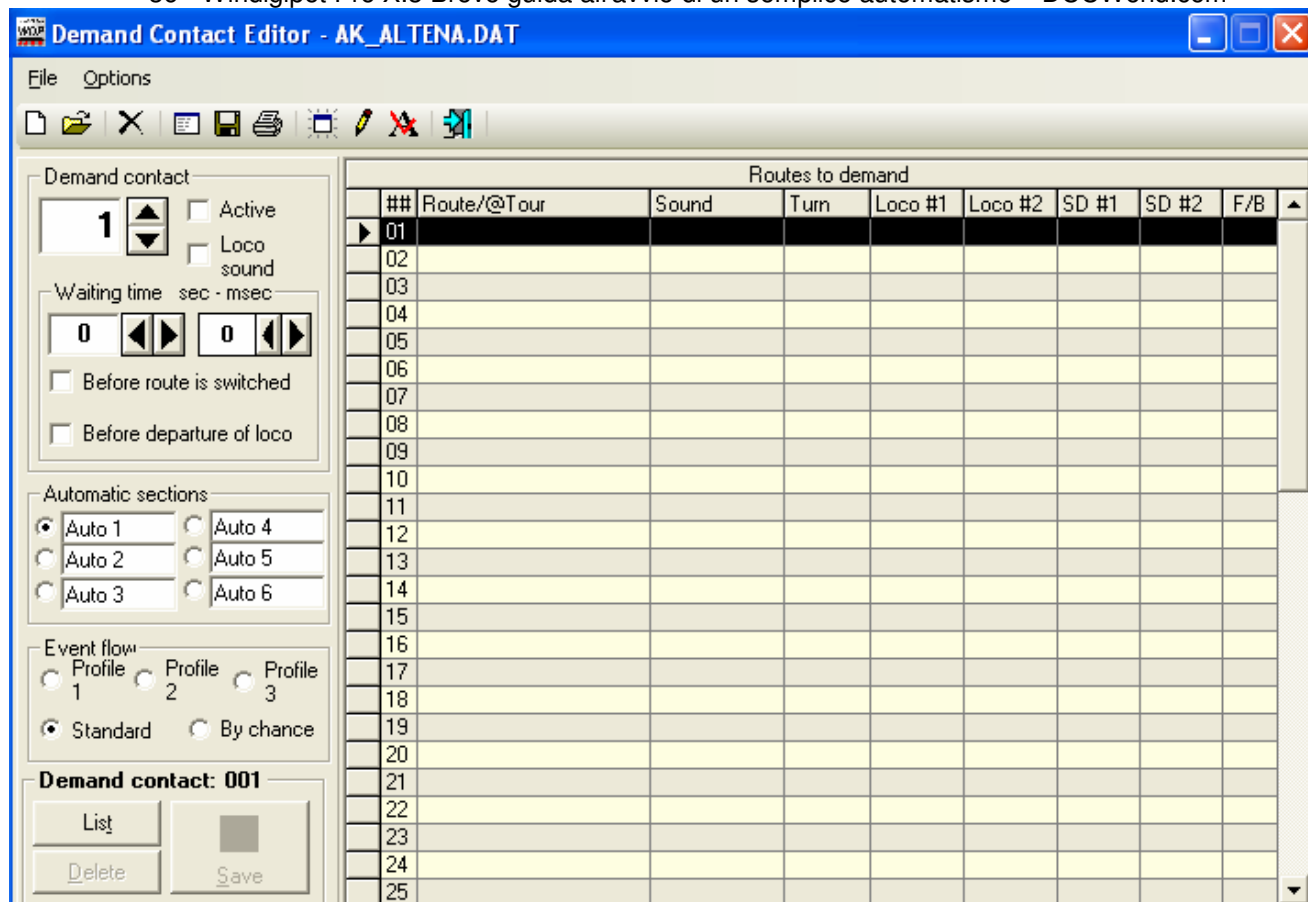 Demand Contact Editor - AK_ALTENA.DAT
File Options
Demand contact
1
Active
Loco
sound
Waiting time sec - msec
0 0
Before route is switched
Before departure of loco
Automatic sections
Auto 1 Auto 4
Auto 2 Auto 5
Auto 3 Auto 6
Event flow
Profile 1 Profile 2 Profile 3
Standard By chance
Demand contact: 001
List
Delete
Save
Routes to demand
## Route/@Tour Sound Turn Loco #1 Loco #2 SD #1 SD #2 F/B
01
02
03
04
05
06
07
08
09
10
11
12
13
14
15
16
17
18
19
20
21
22
23
24
25